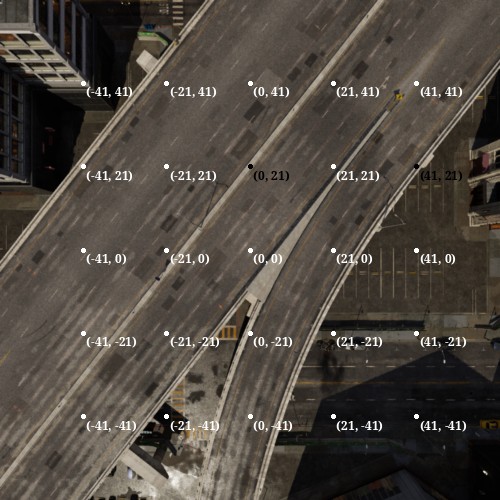 (-41, 41) (-21, 41) (0, 41) (21, 41) (41, 41)
(-41, 21) (-21, 21) (0, 21) (21, 21) (41, 21)
(-41, 0) (-21, 0) (0, 0) (21, 0) (41, 0)
(-41, -21) (-21, -21) (0, -21) (21, -21) (41, -21)
(-41, -41) (-21, -41) (0, -41) (21, -41) (41, -41)